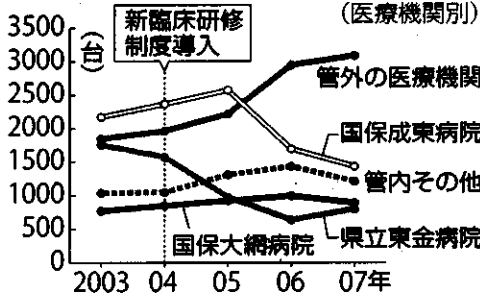 (医療機関別)
3500
3000
2500
2000
1500
1000
500
0
(台)
新臨床研修
制度導入
管外の医療機関
国保成東病院
管内その他
県立東金病院
国保大網病院
2003 04 05 06 07年